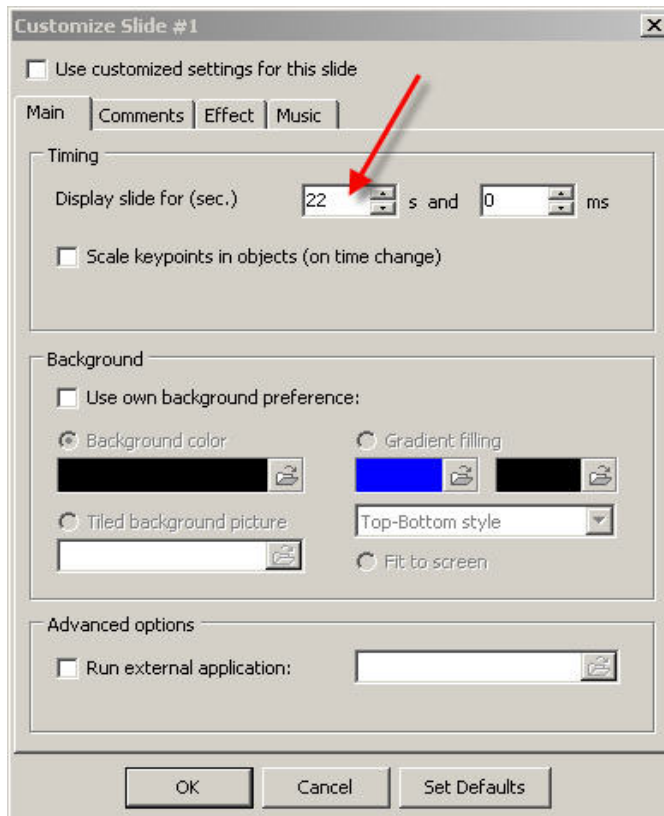 Customize Slide #1
Use customized settings for this slide
Main Comments Effect Music
Timing
Display slide for (sec.) 22 s and 0 ms
Scale keypoints in objects (on time change)
Background
Use own background preference:
Background color Gradient filling
Tiled background picture Top-Bottom style
Fit to screen
Advanced options
Run external application:
OK Cancel Set Defaults